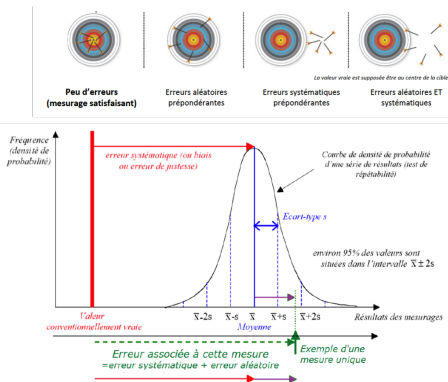 La valeur vraie est supposée être au centre de la cible
Peu d'erreurs
(mesurage satisfaisant)
Erreurs aléatoires
prépondérantes
Erreurs systématiques
prépondérantes
Erreurs aléatoires ET
systématiques
Fréquence
(densité de
probabilité)
erreur systématique (ou biais
ou erreur de justesse)
Courbe de densité de probabilité
d'une série de résultats (test de
répétabilité)
Ecart-type s
environ 95% des valeurs sont
situées dans l'intervalle x̅ ± 2s
Valeur
conventionnellement vraie
x̅-2s x̅-s x̅ x̅+s x̅+2s
Moyenne
Résultats des mesurages
Erreur associée à cette mesure
=erreur systématique + erreur aléatoire
Exemple d'une
mesure unique